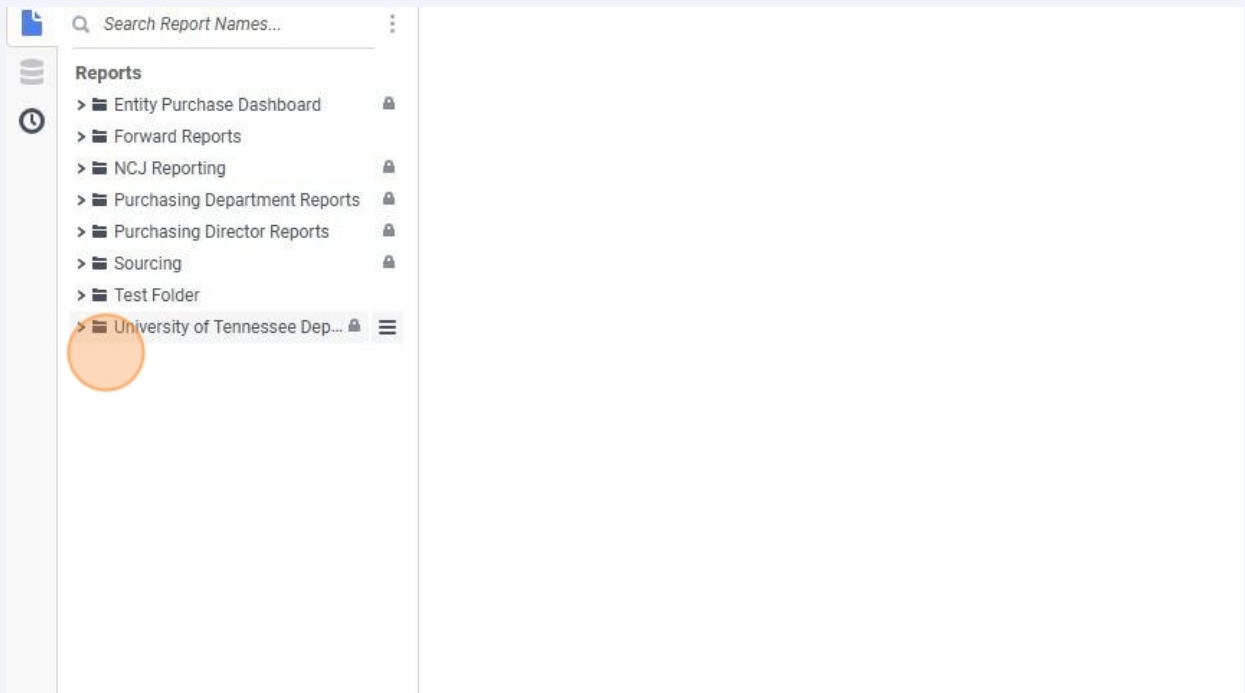 Search Report Names...
Reports
Entity Purchase Dashboard
Forward Reports
NCJ Reporting
Purchasing Department Reports
Purchasing Director Reports
Sourcing
Test Folder
University of Tennessee Dep...